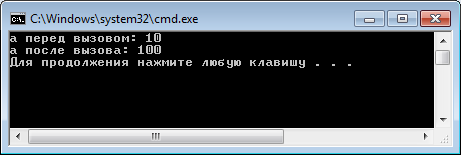 C:\Windows\system32\cmd.exe
а перед вызовом: 10
а после вызова: 100
Для продолжения нажмите любую клавишу . . .